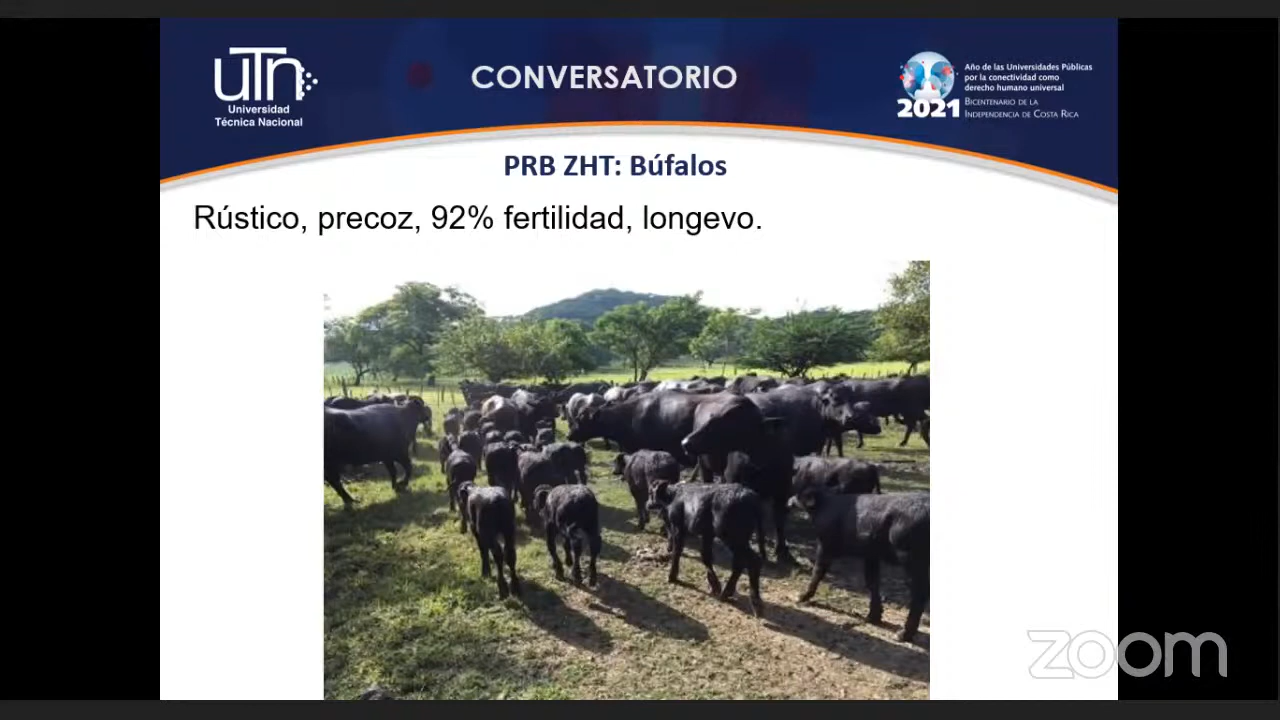 UTN
Universidad
Técnica Nacional
CONVERSATORIO
2021
Año de las Universidades Públicas
por la conectividad como
derecho humano universal
BICENTENARIO DE LA
INDEPENDENCIA DE COSTA RICA
PRB ZHT: Búfalos
Rústico, precoz, 92% fertilidad, longevo.
zoom